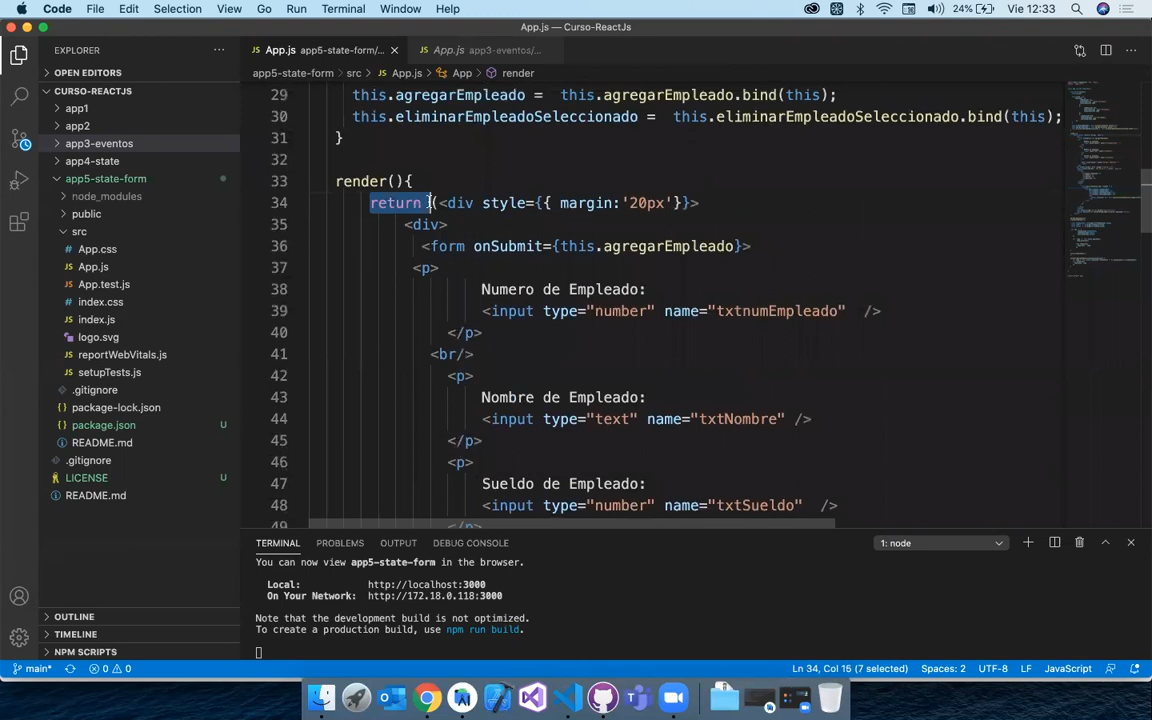 Code File Edit Selection View Go Run Terminal Window Help 24% Vie 12:33
App.js — Curso-ReactJs
EXPLORER
OPEN EDITORS
CURSO-REACTJS
app1
app2
app3-eventos
app4-state
app5-state-form
node_modules
public
src
App.css
App.js
App.test.js
index.css
index.js
logo.svg
reportWebVitals.js
setupTests.js
.gitignore
package-lock.json
package.json U
README.md
.gitignore
LICENSE U
README.md
OUTLINE
TIMELINE
NPM SCRIPTS
App.js app5-state-form/... App.js app3-eventos/...
app5-state-form > src > App.js > App > render
29 this.agregarEmpleado = this.agregarEmpleado.bind(this);
30 this.eliminarEmpleadoSeleccionado = this.eliminarEmpleadoSeleccionado.bind(this);
31 }
32
33 render(){
34 return (<div style={{ margin:'20px'}}>
35 <div>
36 <form onSubmit={this.agregarEmpleado}>
37 <p>
38 Numero de Empleado:
39 <input type="number" name="txtnumEmpleado" />
40 </p>
41 <br/>
42 <p>
43 Nombre de Empleado:
44 <input type="text" name="txtNombre" />
45 </p>
46 <p>
47 Sueldo de Empleado:
48 <input type="number" name="txtSueldo" />
49 </p>
TERMINAL PROBLEMS OUTPUT DEBUG CONSOLE 1: node
You can now view app5-state-form in the browser.
Local: http://localhost:3000
On Your Network: http://172.18.0.118:3000
Note that the development build is not optimized.
To create a production build, use npm run build.
main* 0 0 Ln 34, Col 15 (7 selected) Spaces: 2 UTF-8 LF JavaScript